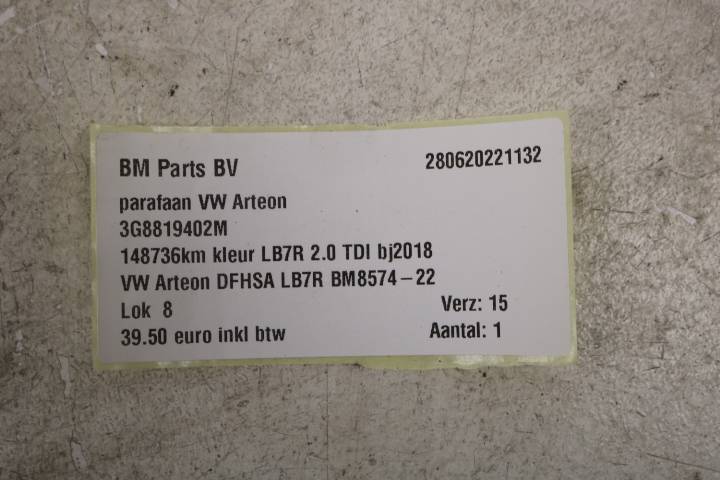 BM Parts BV 280620221132
parafaan VW Arteon
3G8819402M
148736km kleur LB7R 2.0 TDI bj2018
VW Arteon DFHSA LB7R BM8574-22
Lok 8 Verz: 15
39.50 euro inkl btw Aantal: 1